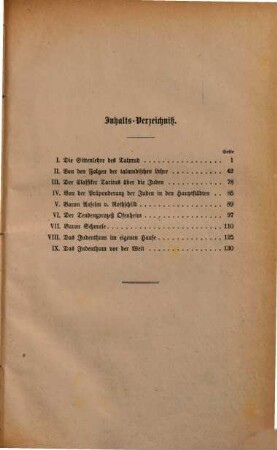 Inhalts-Verzeichniß.
Seite
I. Die Sittenlehre des Talmud 1
II. Von den Folgen der talmudischen Lehre 62
III. Der Klassiker Tacitus über die Juden 78
IV. Von der Präponderanz der Juden in den Hauptstädten 85
V. Baron Anselm v. Rothschild 89
VI. Der Tendenzprozeß Ofenheim 97
VII. Baron Schmule 110
VIII. Das Judenthum im eigenen Hause 125
IX. Das Judenthum vor der Welt 130